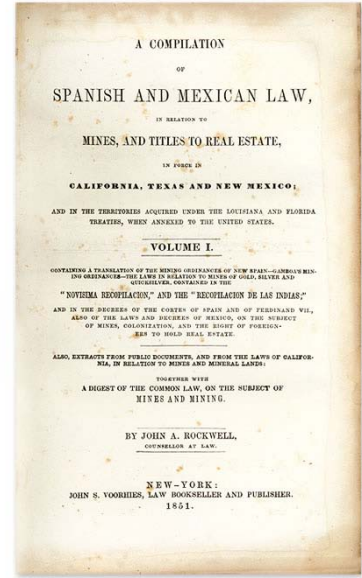 A COMPILATION
OF
SPANISH AND MEXICAN LAW,
IN RELATION TO
MINES, AND TITLES TO REAL ESTATE,
IN FORCE IN
CALIFORNIA, TEXAS AND NEW MEXICO;
AND IN THE TERRITORIES ACQUIRED UNDER THE LOUISIANA AND FLORIDA
TREATIES, WHEN ANNEXED TO THE UNITED STATES.
VOLUME I.
CONTAINING A TRANSLATION OF THE MINING ORDINANCES OF NEW SPAIN—GAMBOA'S MIN-
ING ORDINANCES—THE LAWS IN RELATION TO MINES OF GOLD, SILVER AND
QUICKSILVER, CONTAINED IN THE
"NOVISIMA RECOPILACION," AND THE "RECOPILACION DE LAS INDIAS;"
AND IN THE DECREES OF THE CORTES OF SPAIN AND OF FERDINAND VII.,
ALSO OF THE LAWS AND DECREES OF MEXICO, ON THE SUBJECT
OF MINES, COLONIZATION, AND THE RIGHT OF FOREIGN-
ERS TO HOLD REAL ESTATE.
ALSO, EXTRACTS FROM PUBLIC DOCUMENTS, AND FROM THE LAWS OF CALIFOR-
NIA, IN RELATION TO MINES AND MINERAL LANDS:
TOGETHER WITH
A DIGEST OF THE COMMON LAW, ON THE SUBJECT OF
MINES AND MINING.
BY JOHN A. ROCKWELL,
COUNSELLOR AT LAW.
NEW-YORK:
JOHN S. VOORHIES, LAW BOOKSELLER AND PUBLISHER.
1851.